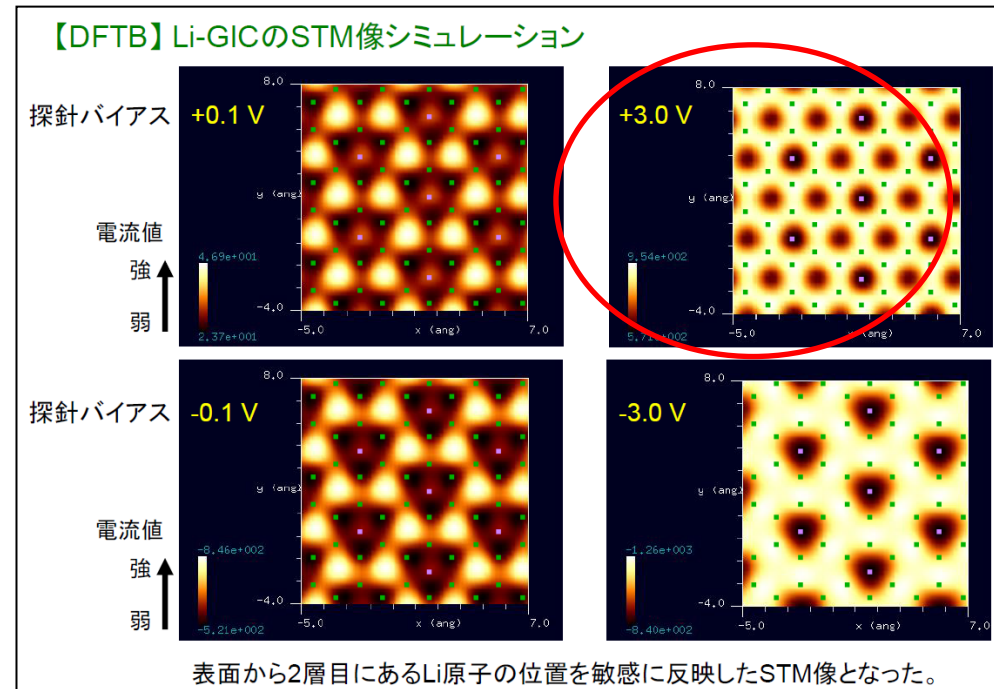 【DFTB】 Li-GICのSTM像シミュレーション
探針バイアス +0.1 V
8.0
y (ang)
電流値
強
弱
4.69e+001
2.37e+001
-4.0
-5.0 x (ang) 7.0
+3.0 V
8.0
y (ang)
9.54e+002
-4.0
-5.0 x (ang) 7.0
探針バイアス -0.1 V
8.0
y (ang)
電流値
強
弱
-8.46e+002
-5.21e+002
-4.0
-5.0 x (ang) 7.0
-3.0 V
8.0
y (ang)
-1.26e+003
-8.40e+002
-4.0
-5.0 x (ang) 7.0
表面から2層目にあるLi原子の位置を敏感に反映したSTM像となった。